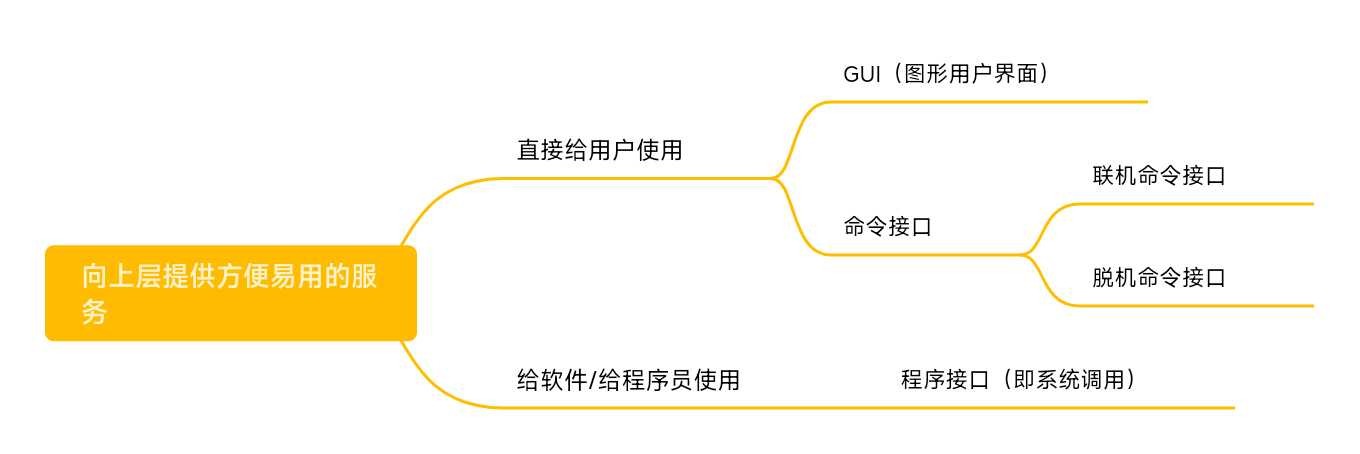 GUI（图形用户界面）
直接给用户使用
联机命令接口
命令接口
向上层提供方便易用的服
务
脱机命令接口
给软件/给程序员使用
程序接口（即系统调用）